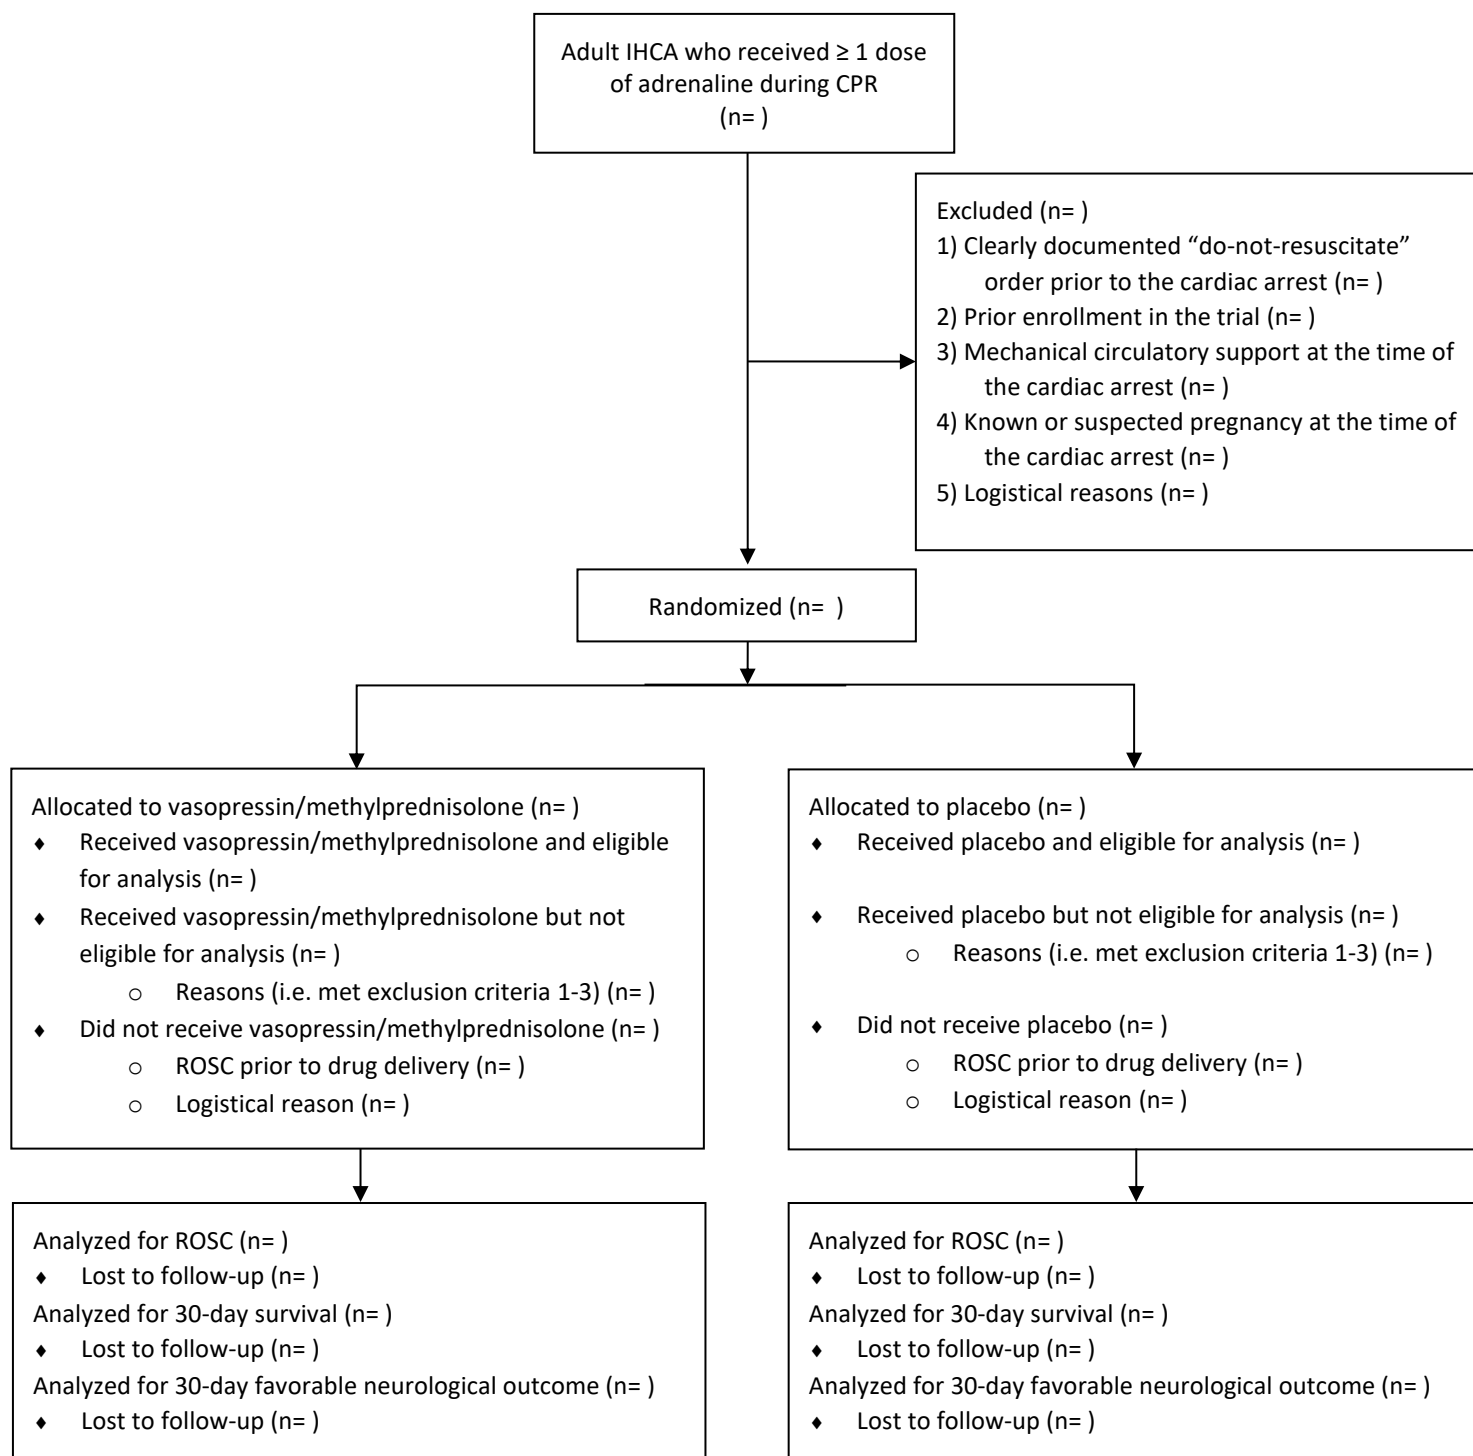 Adult IHCA who received ≥ 1 dose
of adrenaline during CPR
(n= )
Excluded (n= )
1) Clearly documented “do-not-resuscitate”
order prior to the cardiac arrest (n= )
2) Prior enrollment in the trial (n= )
3) Mechanical circulatory support at the time of
the cardiac arrest (n= )
4) Known or suspected pregnancy at the time of
the cardiac arrest (n= )
5) Logistical reasons (n= )
Randomized (n=  )
Allocated to vasopressin/methylprednisolone (n= )
♦ Received vasopressin/methylprednisolone and eligible
for analysis (n= )
♦ Received vasopressin/methylprednisolone but not
eligible for analysis (n= )
o Reasons (i.e. met exclusion criteria 1-3) (n= )
♦ Did not receive vasopressin/methylprednisolone (n= )
o ROSC prior to drug delivery (n= )
o Logistical reason (n= )
Allocated to placebo (n= )
♦ Received placebo and eligible for analysis (n= )
♦ Received placebo but not eligible for analysis (n= )
o Reasons (i.e. met exclusion criteria 1-3) (n= )
♦ Did not receive placebo (n= )
o ROSC prior to drug delivery (n= )
o Logistical reason (n= )
Analyzed for ROSC (n= )
♦ Lost to follow-up (n= )
Analyzed for 30-day survival (n= )
♦ Lost to follow-up (n= )
Analyzed for 30-day favorable neurological outcome (n= )
♦ Lost to follow-up (n= )
Analyzed for ROSC (n= )
♦ Lost to follow-up (n= )
Analyzed for 30-day survival (n= )
♦ Lost to follow-up (n= )
Analyzed for 30-day favorable neurological outcome (n= )
♦ Lost to follow-up (n= )